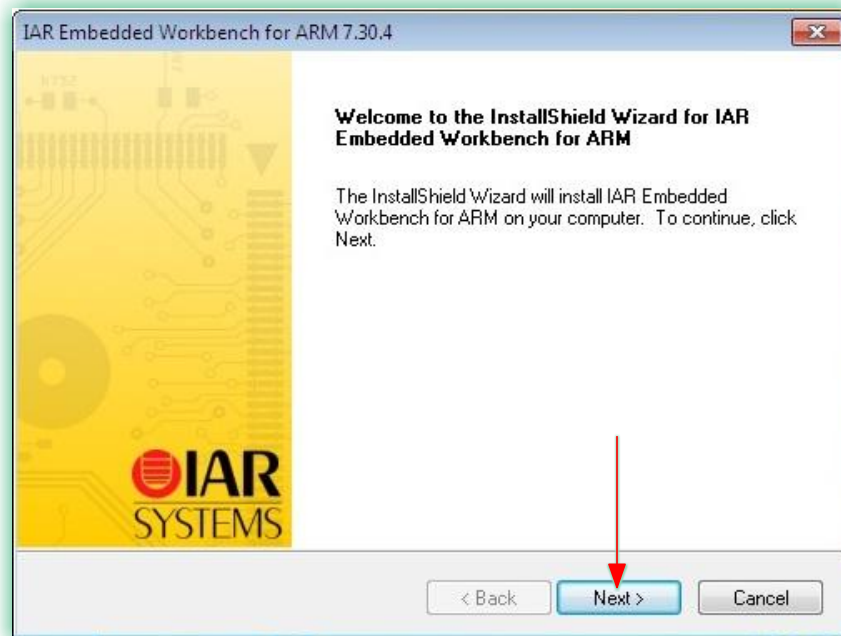 IAR Embedded Workbench for ARM 7.30.4
Welcome to the InstallShield Wizard for IAR
Embedded Workbench for ARM
The InstallShield Wizard will install IAR Embedded
Workbench for ARM on your computer. To continue, click
Next.
IAR
SYSTEMS
< Back
Next >
Cancel